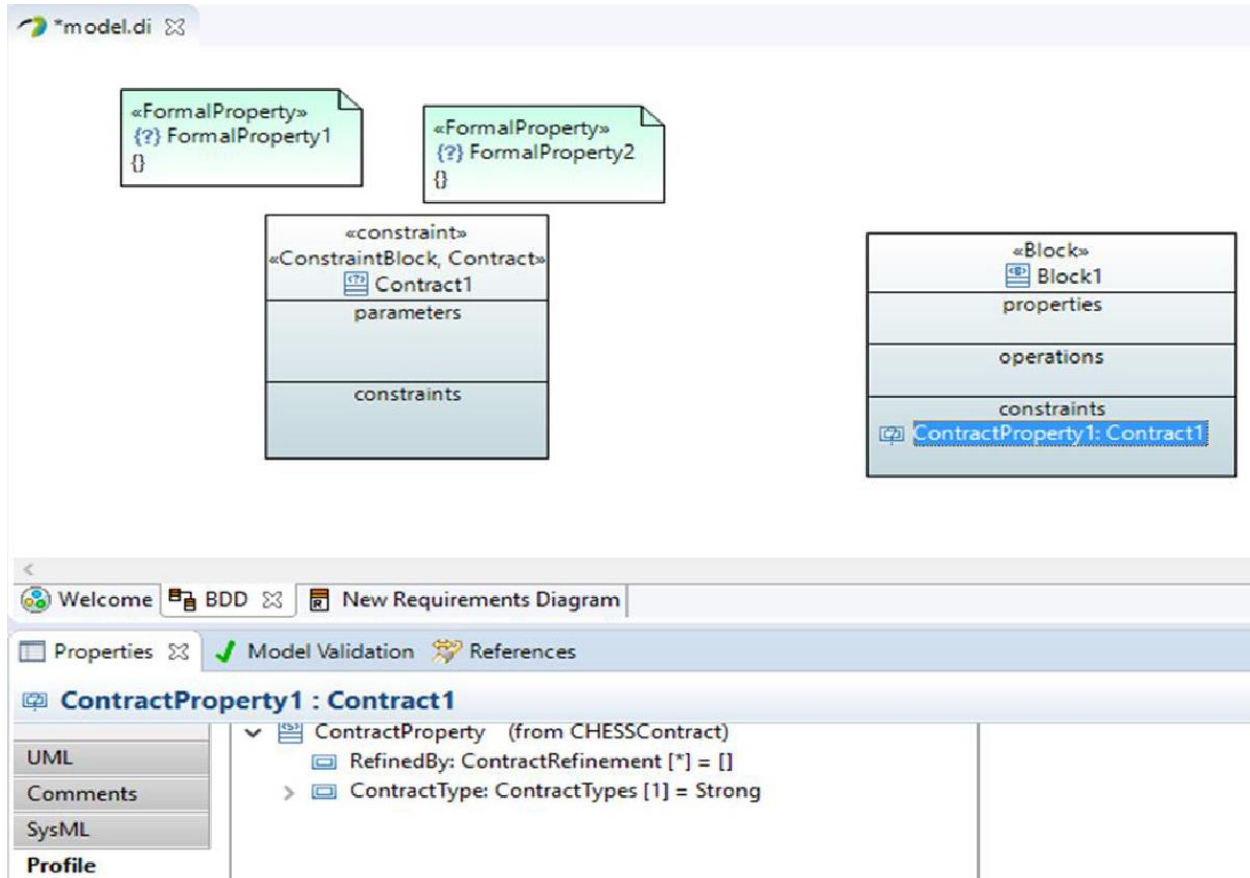 *model.di
«FormalProperty»
{?} FormalProperty1
{}
«FormalProperty»
{?} FormalProperty2
{}
«constraint»
«ConstraintBlock, Contract»
Contract1
parameters
constraints
«Block»
Block1
properties
operations
constraints
ContractProperty1: Contract1
Welcome BDD New Requirements Diagram
Properties Model Validation References
ContractProperty1 : Contract1
ContractProperty (from CHESSContract)
UML
RefinedBy: ContractRefinement [*] = []
Comments
ContractType: ContractTypes [1] = Strong
SysML
Profile